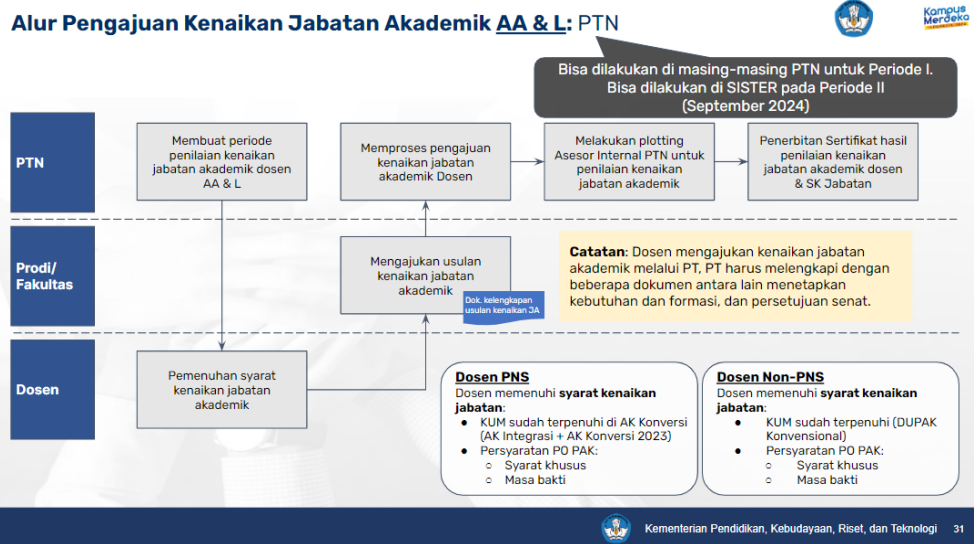 Alur Pengajuan Kenaikan Jabatan Akademik AA & L: PTN
Kampus
Merdeka
Bisa dilakukan di masing-masing PTN untuk Periode I.
Bisa dilakukan di SISTER pada Periode II
(September 2024)
PTN
Membuat periode
penilaian kenaikan
jabatan akademik dosen
AA & L
Memproses pengajuan
kenaikan jabatan
akademik Dosen
Melakukan plotting
Asesor Internal PTN untuk
penilaian kenaikan
jabatan akademik
Penerbitan Sertifikat hasil
penilaian kenaikan
jabatan akademik dosen
& SK Jabatan
Prodi/
Fakultas
Mengajukan usulan
kenaikan jabatan
akademik
Dok. kelengkapan
usulan kenaikan JA
Catatan: Dosen mengajukan kenaikan jabatan
akademik melalui PT, PT harus melengkapi dengan
beberapa dokumen antara lain menetapkan
kebutuhan dan formasi, dan persetujuan senat.
Dosen
Pemenuhan syarat
kenaikan jabatan
akademik
Dosen PNS
Dosen memenuhi syarat kenaikan
jabatan:
● KUM sudah terpenuhi di AK Konversi
(AK Integrasi + AK Konversi 2023)
● Persyaratan PO PAK:
○ Syarat khusus
○ Masa bakti
Dosen Non-PNS
Dosen memenuhi syarat kenaikan
jabatan:
● KUM sudah terpenuhi (DUPAK
Konvensional)
● Persyaratan PO PAK:
○ Syarat khusus
○ Masa bakti
Kementerian Pendidikan, Kebudayaan, Riset, dan Teknologi 31